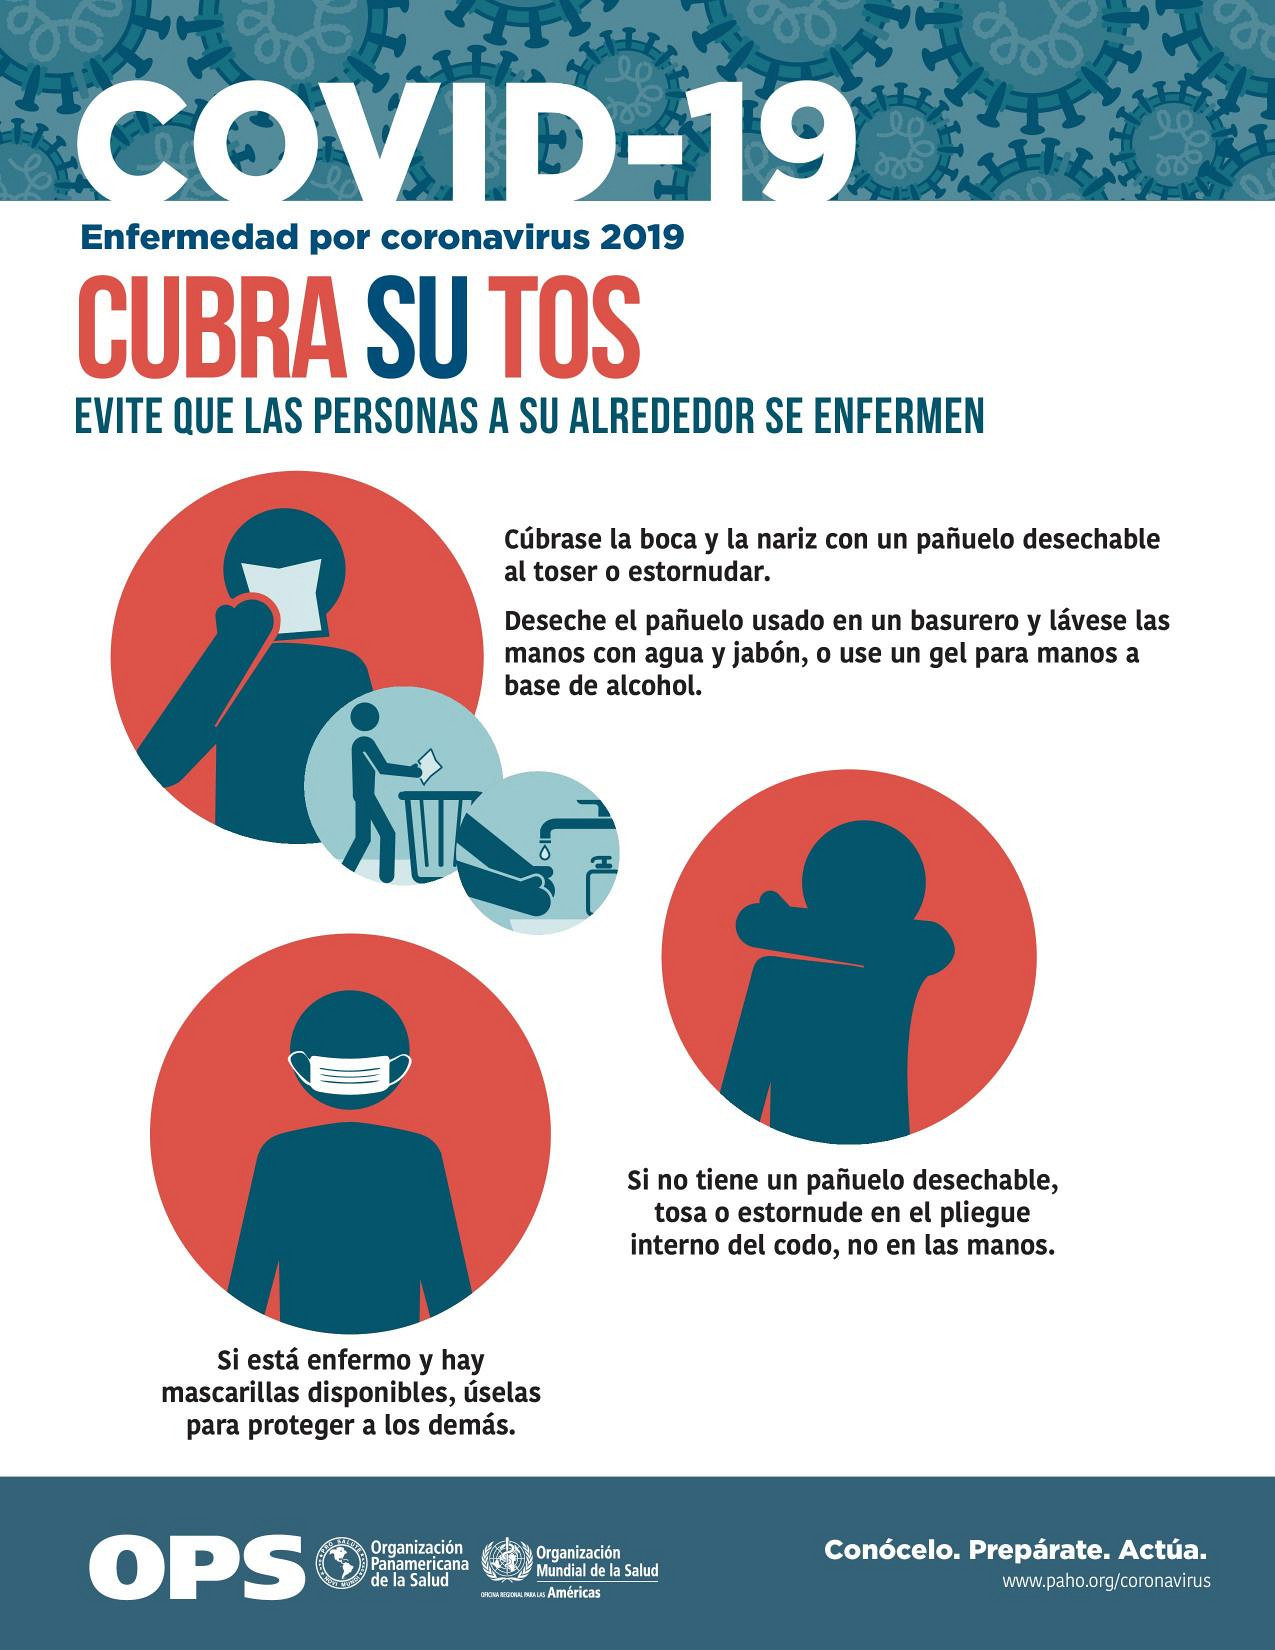 COVID-19
Enfermedad por coronavirus 2019
CUBRA SU TOS
EVITE QUE LAS PERSONAS A SU ALREDEDOR SE ENFERMEN
Cúbrase la boca y la nariz con un pañuelo desechable
al toser o estornudar.
Deseche el pañuelo usado en un basurero y lávese las
manos con agua y jabón, o use un gel para manos a
base de alcohol.
Si no tiene un pañuelo desechable,
tosa o estornude en el pliegue
interno del codo, no en las manos.
Si está enfermo y hay
mascarillas disponibles, úselas
para proteger a los demás.
OPS
PRO SALUTE
NOVI MUNDI
Organización
Panamericana
de la Salud
Organización
Mundial de la Salud
OFICINA REGIONAL PARA LAS Américas
Conócelo. Prepárate. Actúa.
www.paho.org/coronavirus